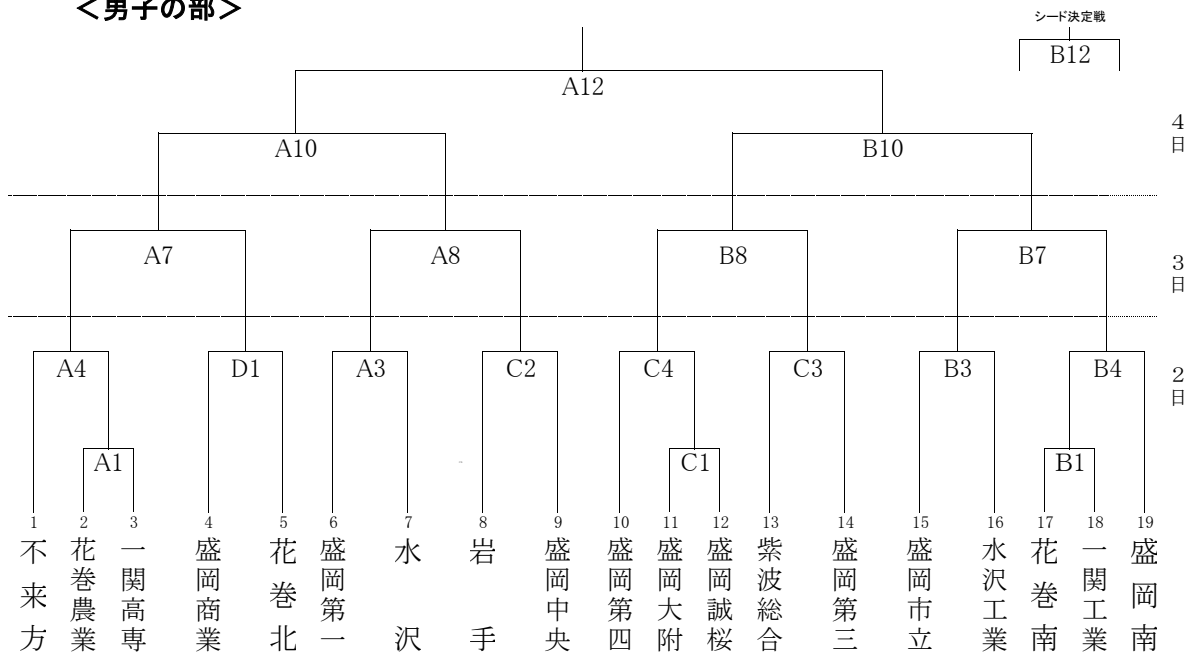 ＜男子の部＞
シード決定戦
B12
A12
4日
A10
B10
A7
A8
B8
B7
3日
A4
D1
A3
C2
C4
C3
B3
B4
2日
A1
C1
B1
1
2
3
4
5
6
7
8
9
10
11
12
13
14
15
16
17
18
19
不来方
花巻農業
一関高専
盛岡商業
花巻北
盛岡第一
水沢
岩手
盛岡中央
盛岡第四
盛岡大附
盛岡誠桜
紫波総合
盛岡第三
盛岡市立
水沢工業
花巻南
一関工業
盛岡南